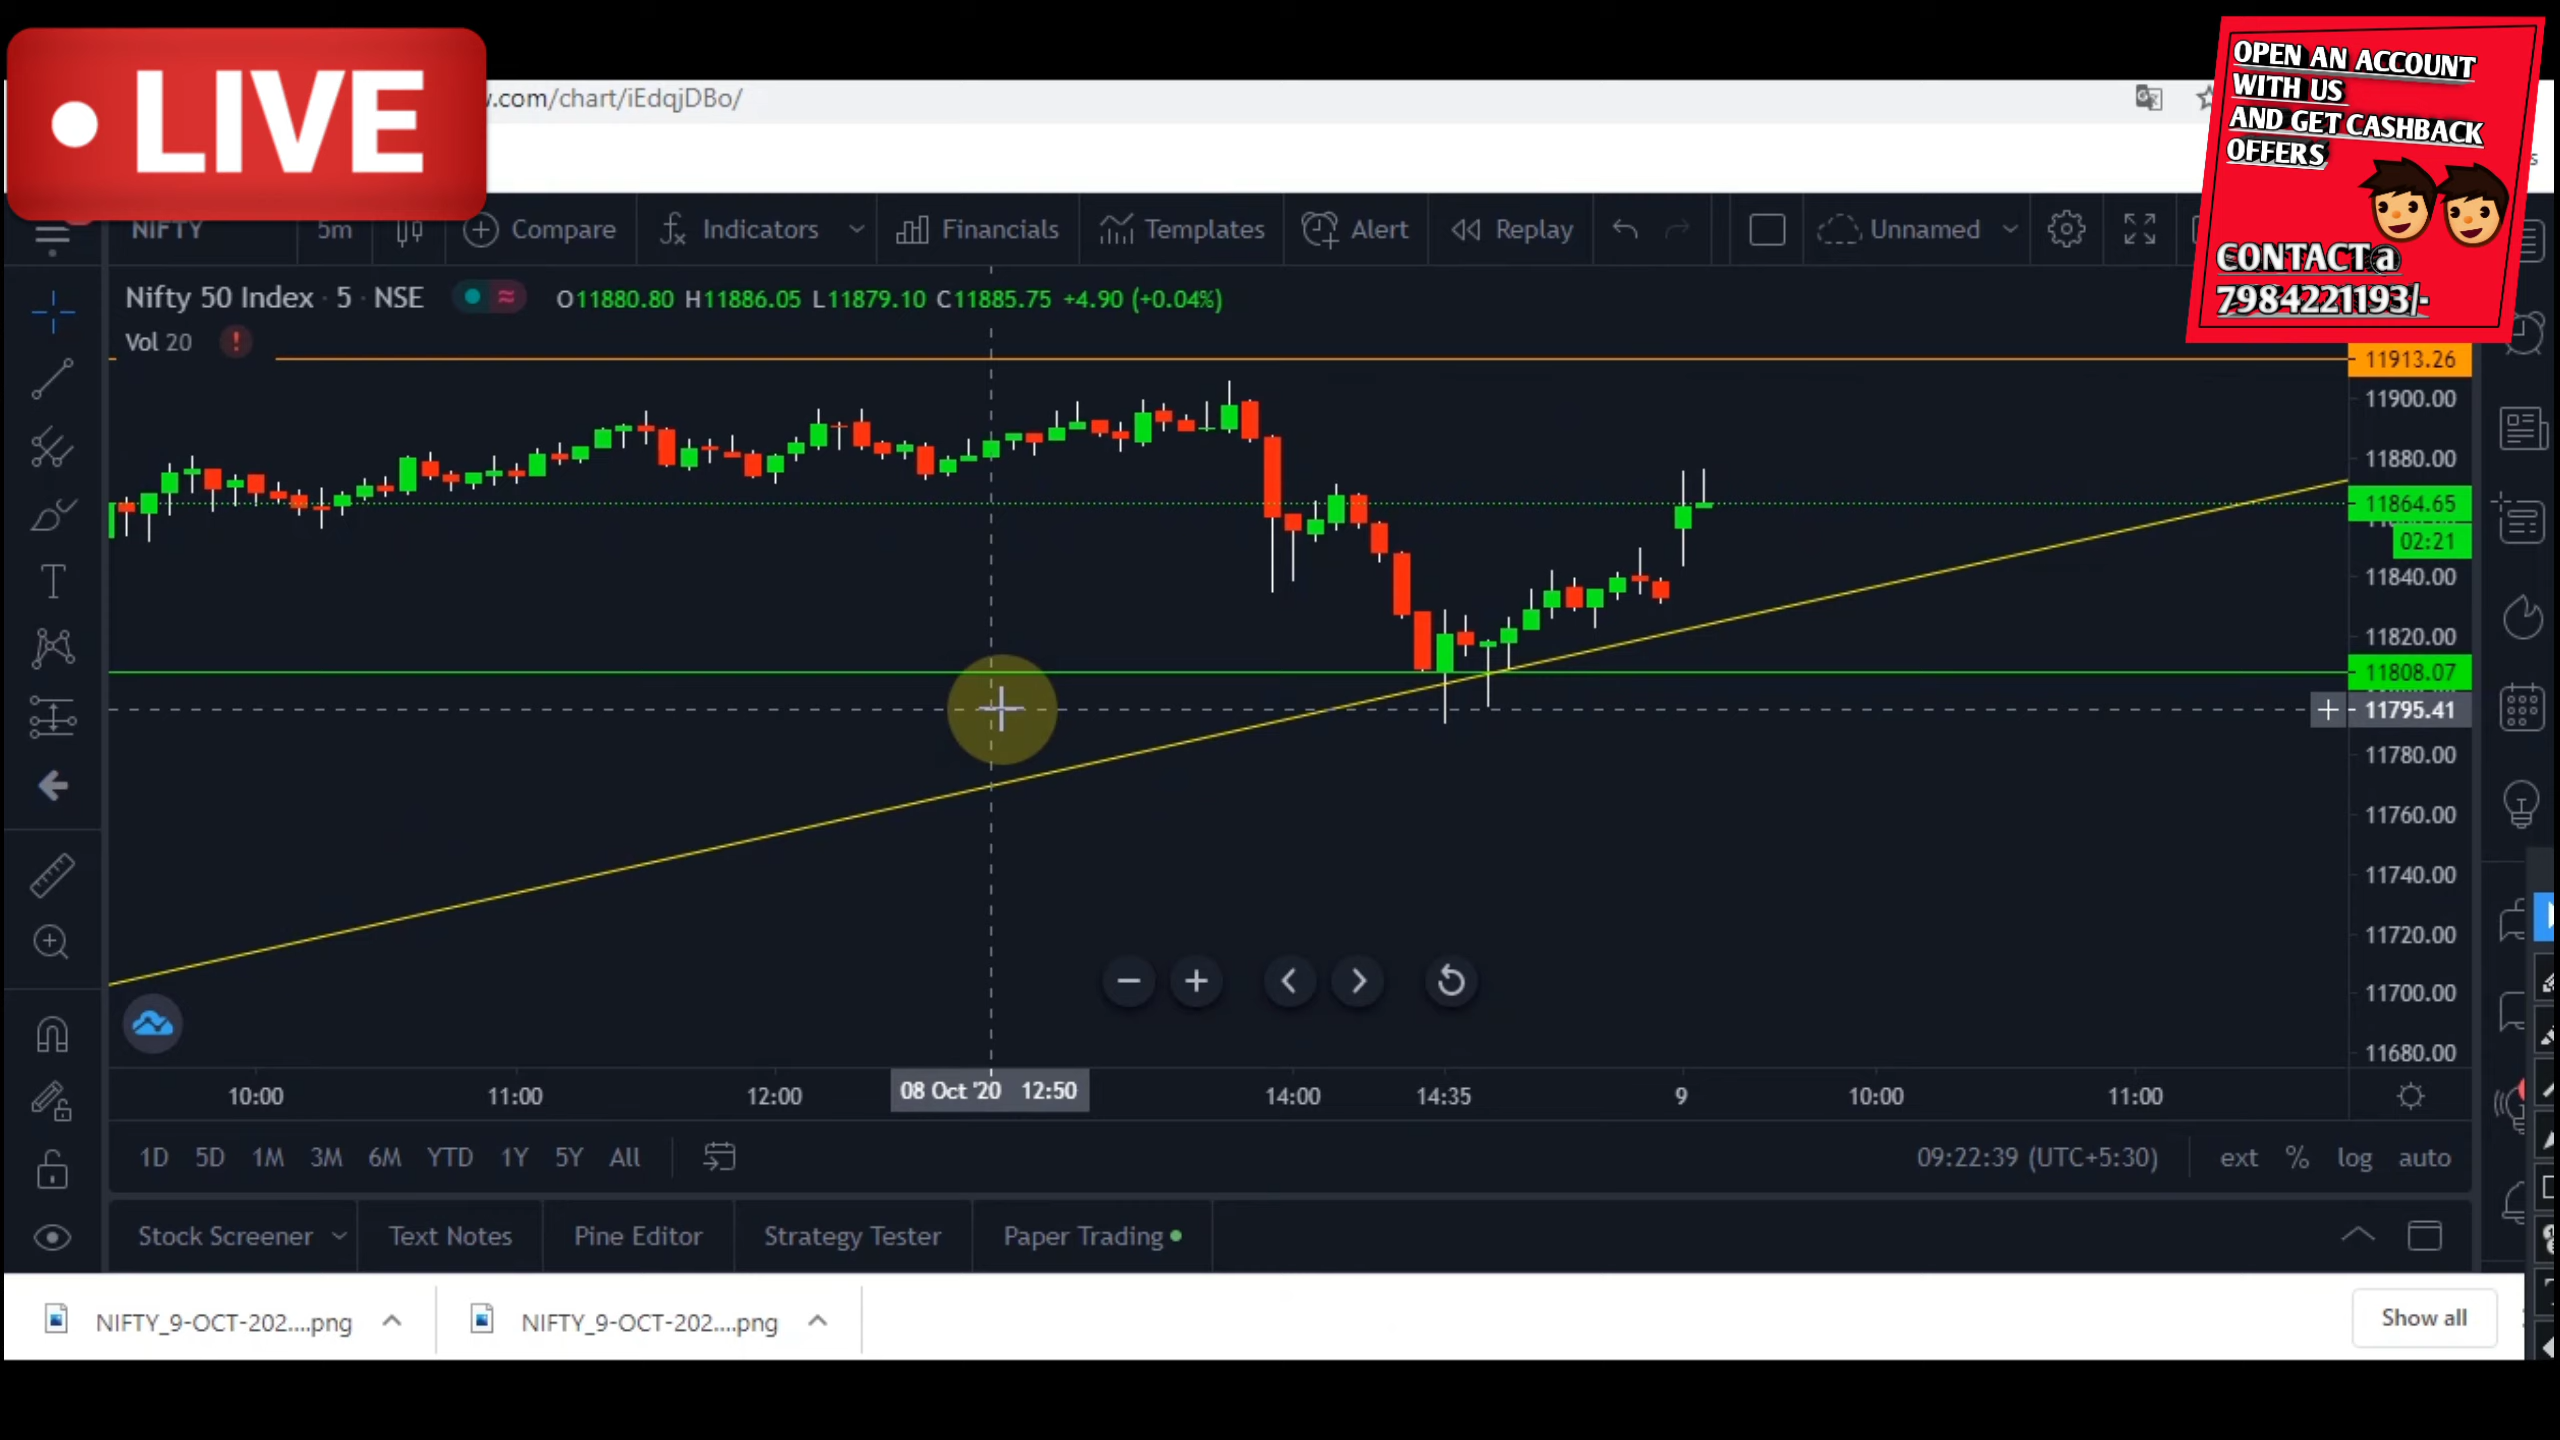 LIVE
OPEN AN ACCOUNT
WITH US
AND GET CASHBACK
OFFERS
CONTACT@
7984221193/-
.com/chart/iEdqjDBo/
NIFTY 5m Compare Indicators Financials Templates Alert Replay Unnamed
Nifty 50 Index · 5 NSE O11880.80 H11886.05 L11879.10 C11885.75 +4.90 (+0.04%)
Vol 20
11913.26
11900.00
11880.00
11864.65
02:21
11840.00
11820.00
11808.07
11795.41
11780.00
11760.00
11740.00
11720.00
11700.00
11680.00
10:00 11:00 12:00 08 Oct '20 12:50 14:00 14:35 9 10:00 11:00
1D 5D 1M 3M 6M YTD 1Y 5Y All 09:22:39 (UTC+5:30) ext % log auto
Stock Screener Text Notes Pine Editor Strategy Tester Paper Trading
NIFTY_9-OCT-202....png NIFTY_9-OCT-202....png Show all